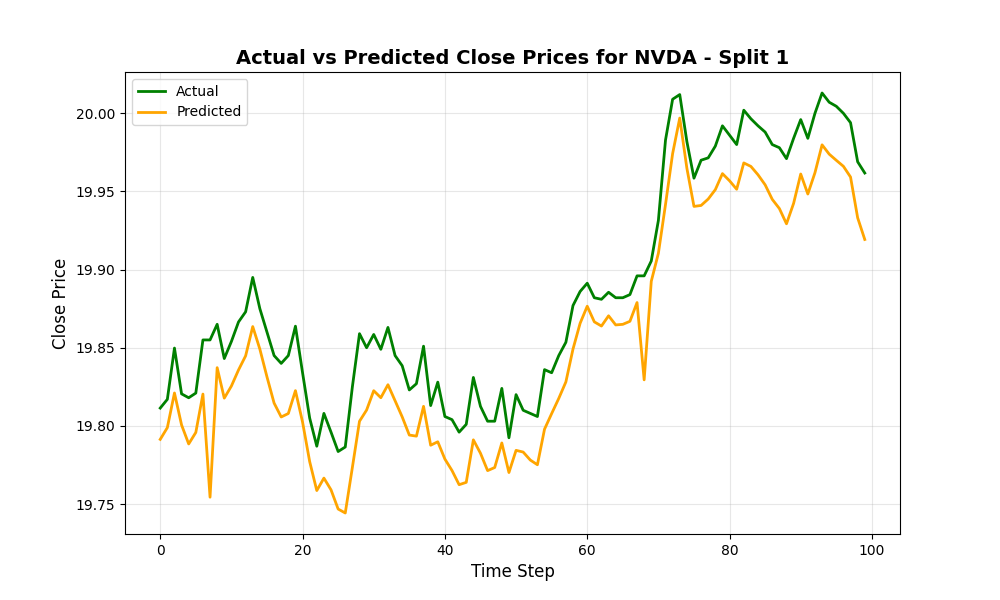 Actual vs Predicted Close Prices for NVDA - Split 1
Actual
Predicted
Close Price
20.00
19.95
19.90
19.85
19.80
19.75
0 20 40 60 80 100
Time Step